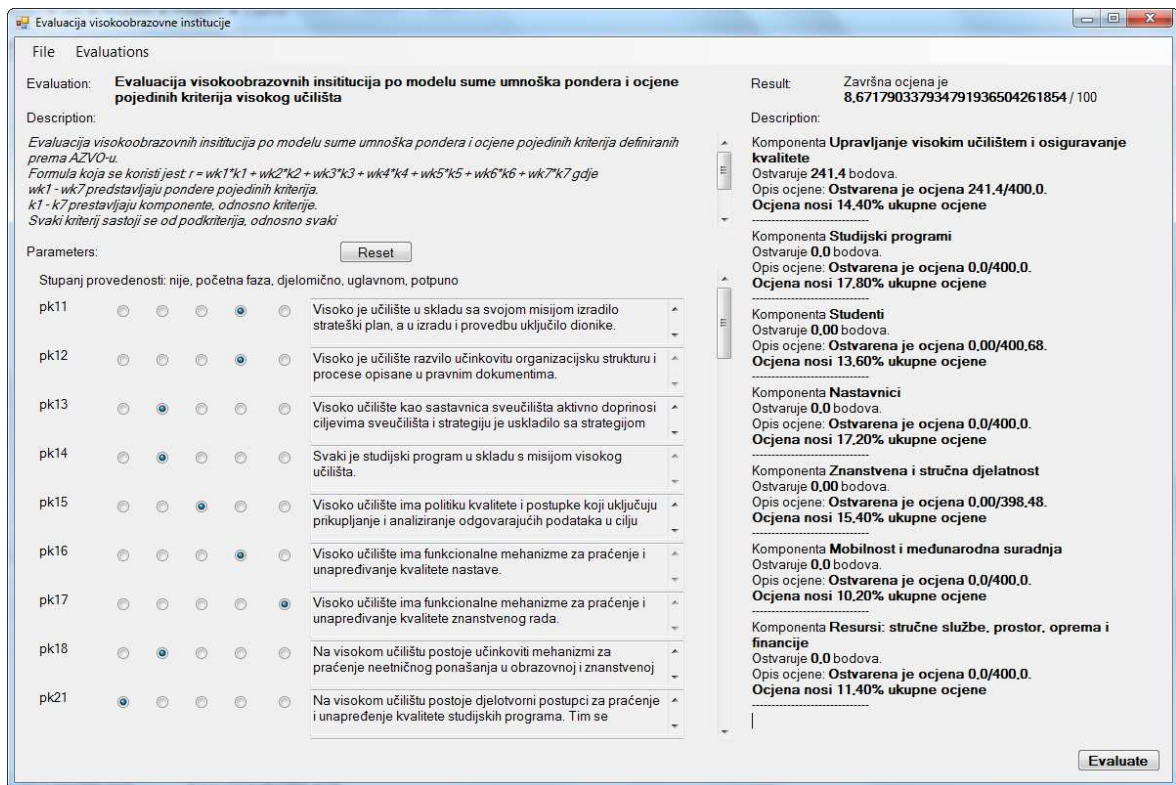 Evaluacija visokoobrazovne institucije
File Evaluations
Evaluation:
Evaluacija visokoobrazovnih insititucija po modelu sume umnoška pondera i ocjene
pojedinih kriterija visokog učilišta
Description:
Evaluacija visokoobrazovnih insititucija po modelu sume umnoška pondera i ocjene pojedinih kriterija definiranih
prema AZVO-u.
Formula koja se koristi jest: r = wk1*k1 + wk2*k2 + wk3*k3 + wk4*k4 + wk5*k5 + wk6*k6 + wk7*k7 gdje
wk1 - wk7 predstavljaju pondere pojedinih kriterija.
k1 - k7 prestavljaju komponente, odnosno kriterije.
Svaki kriterij sastoji se od podkriterija, odnosno svaki
Parameters:
Reset
Stupanj provedenosti: nije, početna faza, djelomično, uglavnom, potpuno
pk11
Visoko je učilište u skladu sa svojom misijom izradilo
strateški plan, a u izradu i provedbu uključilo dionike.
pk12
Visoko je učilište razvilo učinkovitu organizacijsku strukturu i
procese opisane u pravnim dokumentima.
pk13
Visoko učilište kao sastavnica sveučilišta aktivno doprinosi
ciljevima sveučilišta i strategiju je uskladilo sa strategijom
pk14
Svaki je studijski program u skladu s misijom visokog
učilišta.
pk15
Visoko učilište ima politiku kvalitete i postupke koji uključuju
prikupljanje i analiziranje odgovarajućih podataka u cilju
pk16
Visoko učilište ima funkcionalne mehanizme za praćenje i
unapređivanje kvalitete nastave.
pk17
Visoko učilište ima funkcionalne mehanizme za praćenje i
unapređivanje kvalitete znanstvenog rada.
pk18
Na visokom učilištu postoje učinkoviti mehanizmi za
praćenje neetničnog ponašanja u obrazovnoj i znanstvenoj
pk21
Na visokom učilištu postoje djelotvorni postupci za praćenje
i unapređenje kvalitete studijskih programa. Tim se
Result:
Završna ocjena je
8,671790337934791936504261854 / 100
Description:
Komponenta Upravljanje visokim učilištem i osiguravanje
kvalitete
Ostvaruje 241,4 bodova.
Opis ocjene: Ostvarena je ocjena 241,4/400,0.
Ocjena nosi 14,40% ukupne ocjene
------------------------------
Komponenta Studijski programi
Ostvaruje 0,0 bodova.
Opis ocjene: Ostvarena je ocjena 0,0/400,0.
Ocjena nosi 17,80% ukupne ocjene
------------------------------
Komponenta Studenti
Ostvaruje 0,00 bodova.
Opis ocjene: Ostvarena je ocjena 0,00/400,68.
Ocjena nosi 13,60% ukupne ocjene
------------------------------
Komponenta Nastavnici
Ostvaruje 0,0 bodova.
Opis ocjene: Ostvarena je ocjena 0,0/400,0.
Ocjena nosi 17,20% ukupne ocjene
------------------------------
Komponenta Znanstvena i stručna djelatnost
Ostvaruje 0,00 bodova.
Opis ocjene: Ostvarena je ocjena 0,00/398,48.
Ocjena nosi 15,40% ukupne ocjene
------------------------------
Komponenta Mobilnost i međunarodna suradnja
Ostvaruje 0,0 bodova.
Opis ocjene: Ostvarena je ocjena 0,0/400,0.
Ocjena nosi 10,20% ukupne ocjene
------------------------------
Komponenta Resursi: stručne službe, prostor, oprema i
financije
Ostvaruje 0,0 bodova.
Opis ocjene: Ostvarena je ocjena 0,0/400,0.
Ocjena nosi 11,40% ukupne ocjene
------------------------------
Evaluate